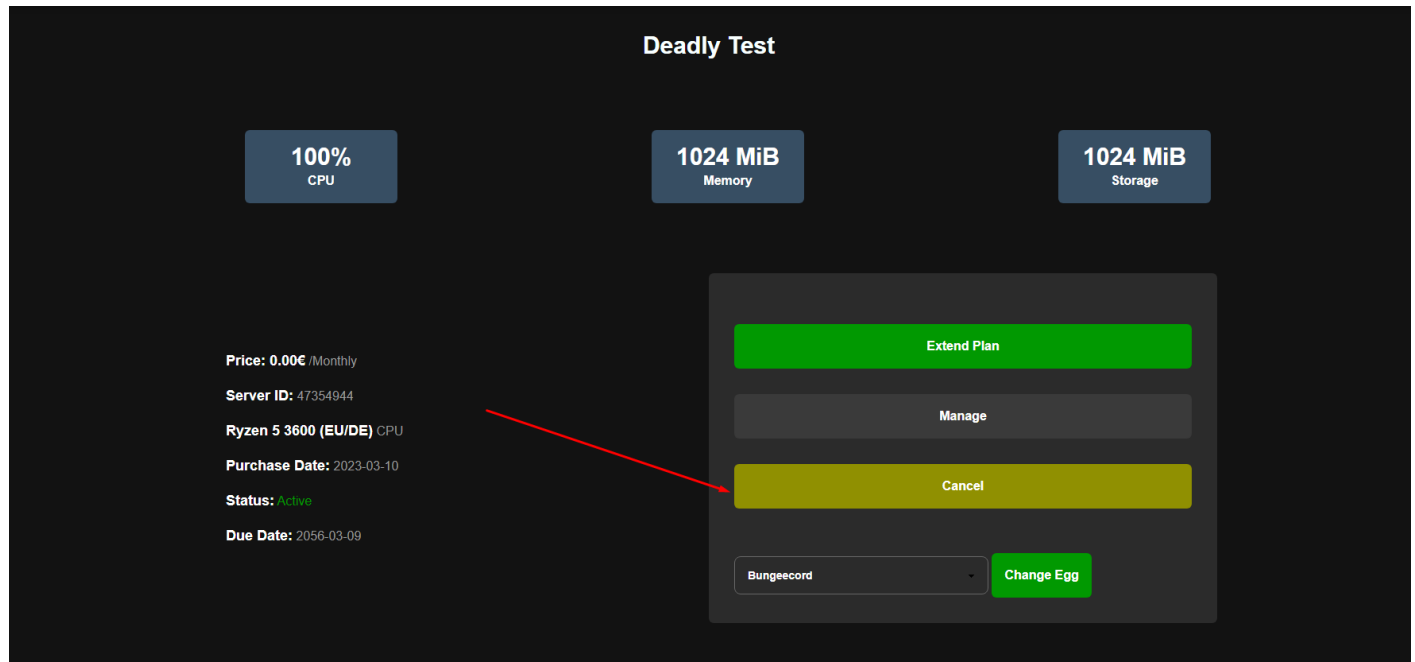 Deadly Test
100%
CPU
1024 MiB
Memory
1024 MiB
Storage
Price: 0.00€ /Monthly
Server ID: 47354944
Ryzen 5 3600 (EU/DE) CPU
Purchase Date: 2023-03-10
Status: Active
Due Date: 2056-03-09
Extend Plan
Manage
Cancel
Bungeecord
Change Egg